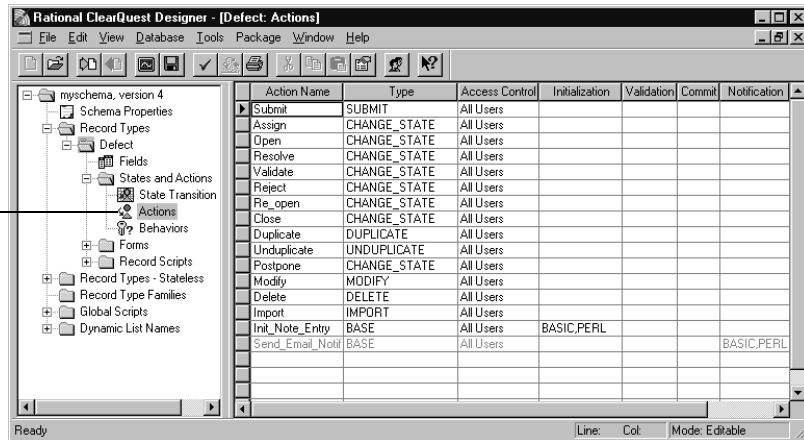 Rational ClearQuest Designer - [Defect: Actions]
File Edit View Database Tools Package Window Help
myschema, version 4
Schema Properties
Record Types
Defect
Fields
States and Actions
State Transition
Actions
Behaviors
Forms
Record Scripts
Record Types - Stateless
Record Type Families
Global Scripts
Dynamic List Names
Action Name Type Access Control Initialization Validation Commit Notification
Submit SUBMIT All Users
Assign CHANGE_STATE All Users
Open CHANGE_STATE All Users
Resolve CHANGE_STATE All Users
Validate CHANGE_STATE All Users
Reject CHANGE_STATE All Users
Re_open CHANGE_STATE All Users
Close CHANGE_STATE All Users
Duplicate DUPLICATE All Users
Unduplicate UNDUPLICATE All Users
Postpone CHANGE_STATE All Users
Modify MODIFY All Users
Delete DELETE All Users
Import IMPORT All Users
Init_Note_Entry BASE All Users BASIC,PERL
Send_Email_Notif BASE All Users BASIC,PERL
Ready Line: Col: Mode: Editable